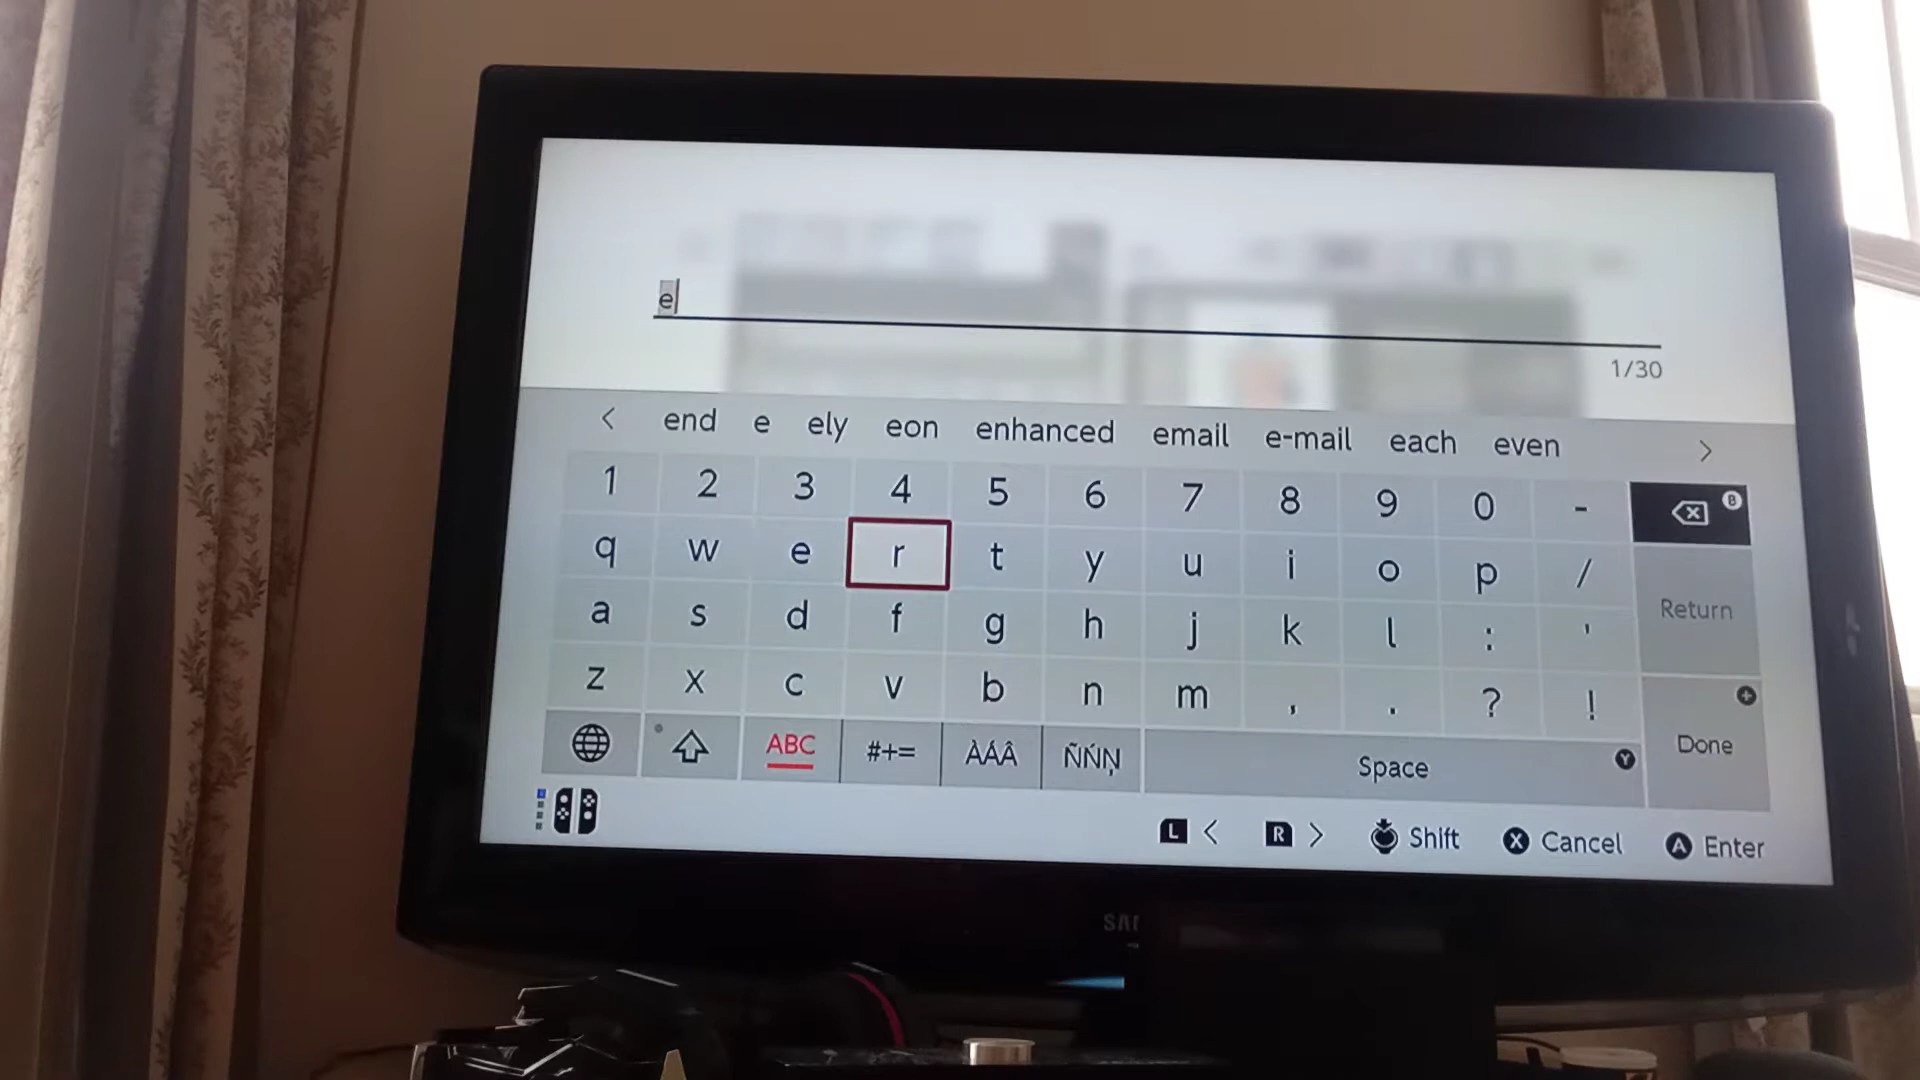 e
1/30
< end e ely eon enhanced email e-mail each even >
1 2 3 4 5 6 7 8 9 0 - B
q w e r t y u i o p / Return
a s d f g h j k l : '
z x c v b n m , . ? ! +
ABC #+= ÀÁÂ ÑŃŅ Space Y Done
L < R > Shift X Cancel A Enter